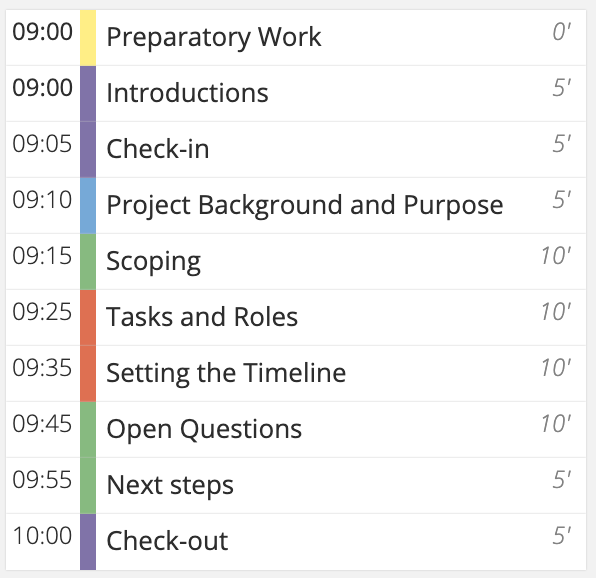 09:00 Preparatory Work 0'
09:00 Introductions 5'
09:05 Check-in 5'
09:10 Project Background and Purpose 5'
09:15 Scoping 10'
09:25 Tasks and Roles 10'
09:35 Setting the Timeline 10'
09:45 Open Questions 10'
09:55 Next steps 5'
10:00 Check-out 5'